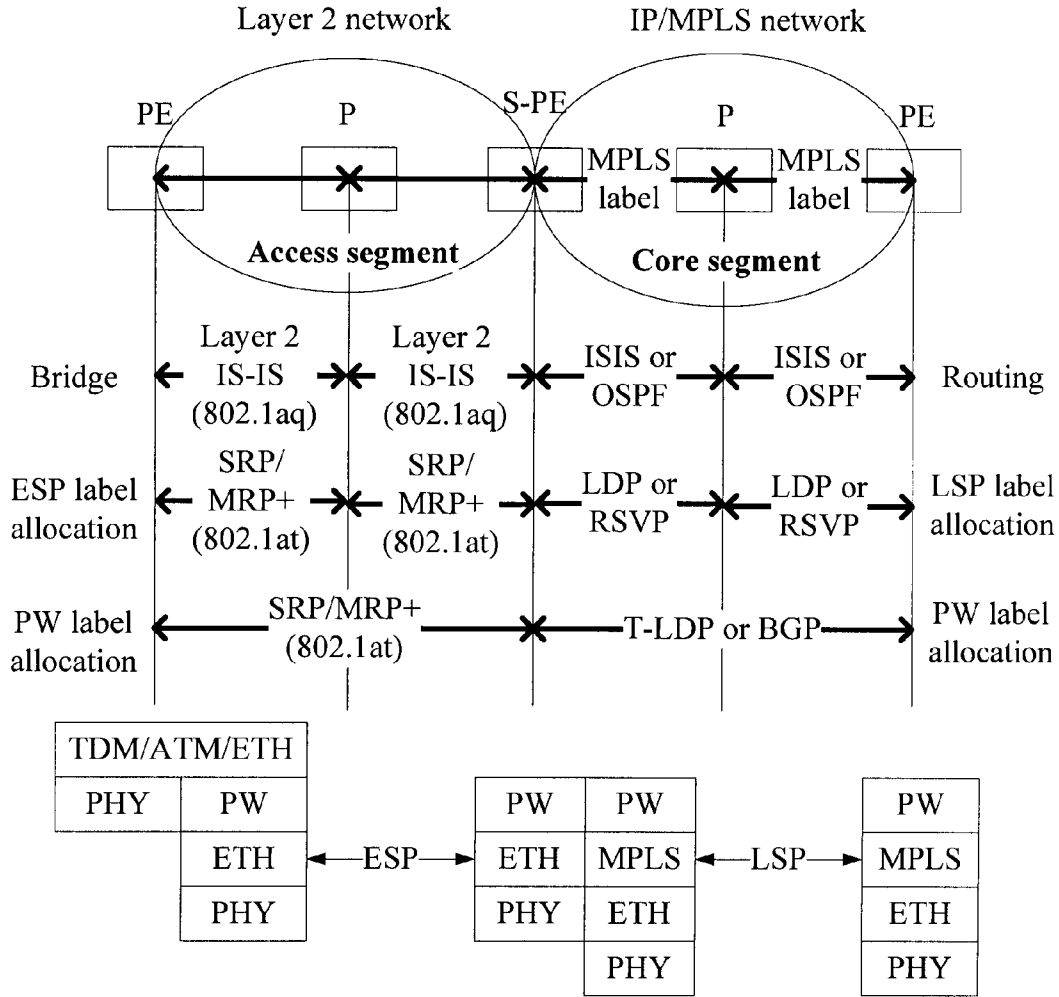 Layer 2 network
IP/MPLS network
PE
P
S-PE
P
PE
MPLS
label
MPLS
label
Access segment
Core segment
Bridge
Layer 2
IS-IS
(802.1aq)
Layer 2
IS-IS
(802.1aq)
ISIS or
OSPF
ISIS or
OSPF
Routing
ESP label
allocation
SRP/
MRP+
(802.1at)
SRP/
MRP+
(802.1at)
LDP or
RSVP
LDP or
RSVP
LSP label
allocation
PW label
allocation
SRP/MRP+
(802.1at)
T-LDP or BGP
PW label
allocation
TDM/ATM/ETH
PHY
PW
ETH
PHY
ESP
PW
ETH
PHY
PW
MPLS
ETH
PHY
LSP
PW
MPLS
ETH
PHY